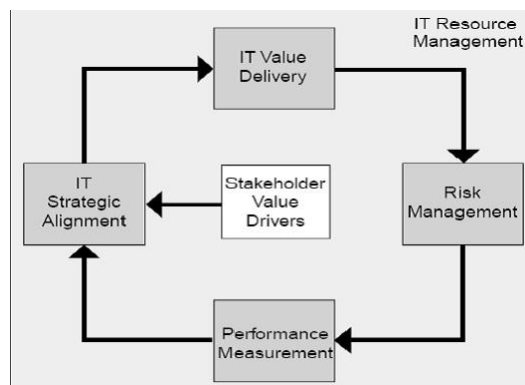 IT Resource
Management
IT Value
Delivery
IT
Strategic
Alignment
Stakeholder
Value
Drivers
Risk
Management
Performance
Measurement